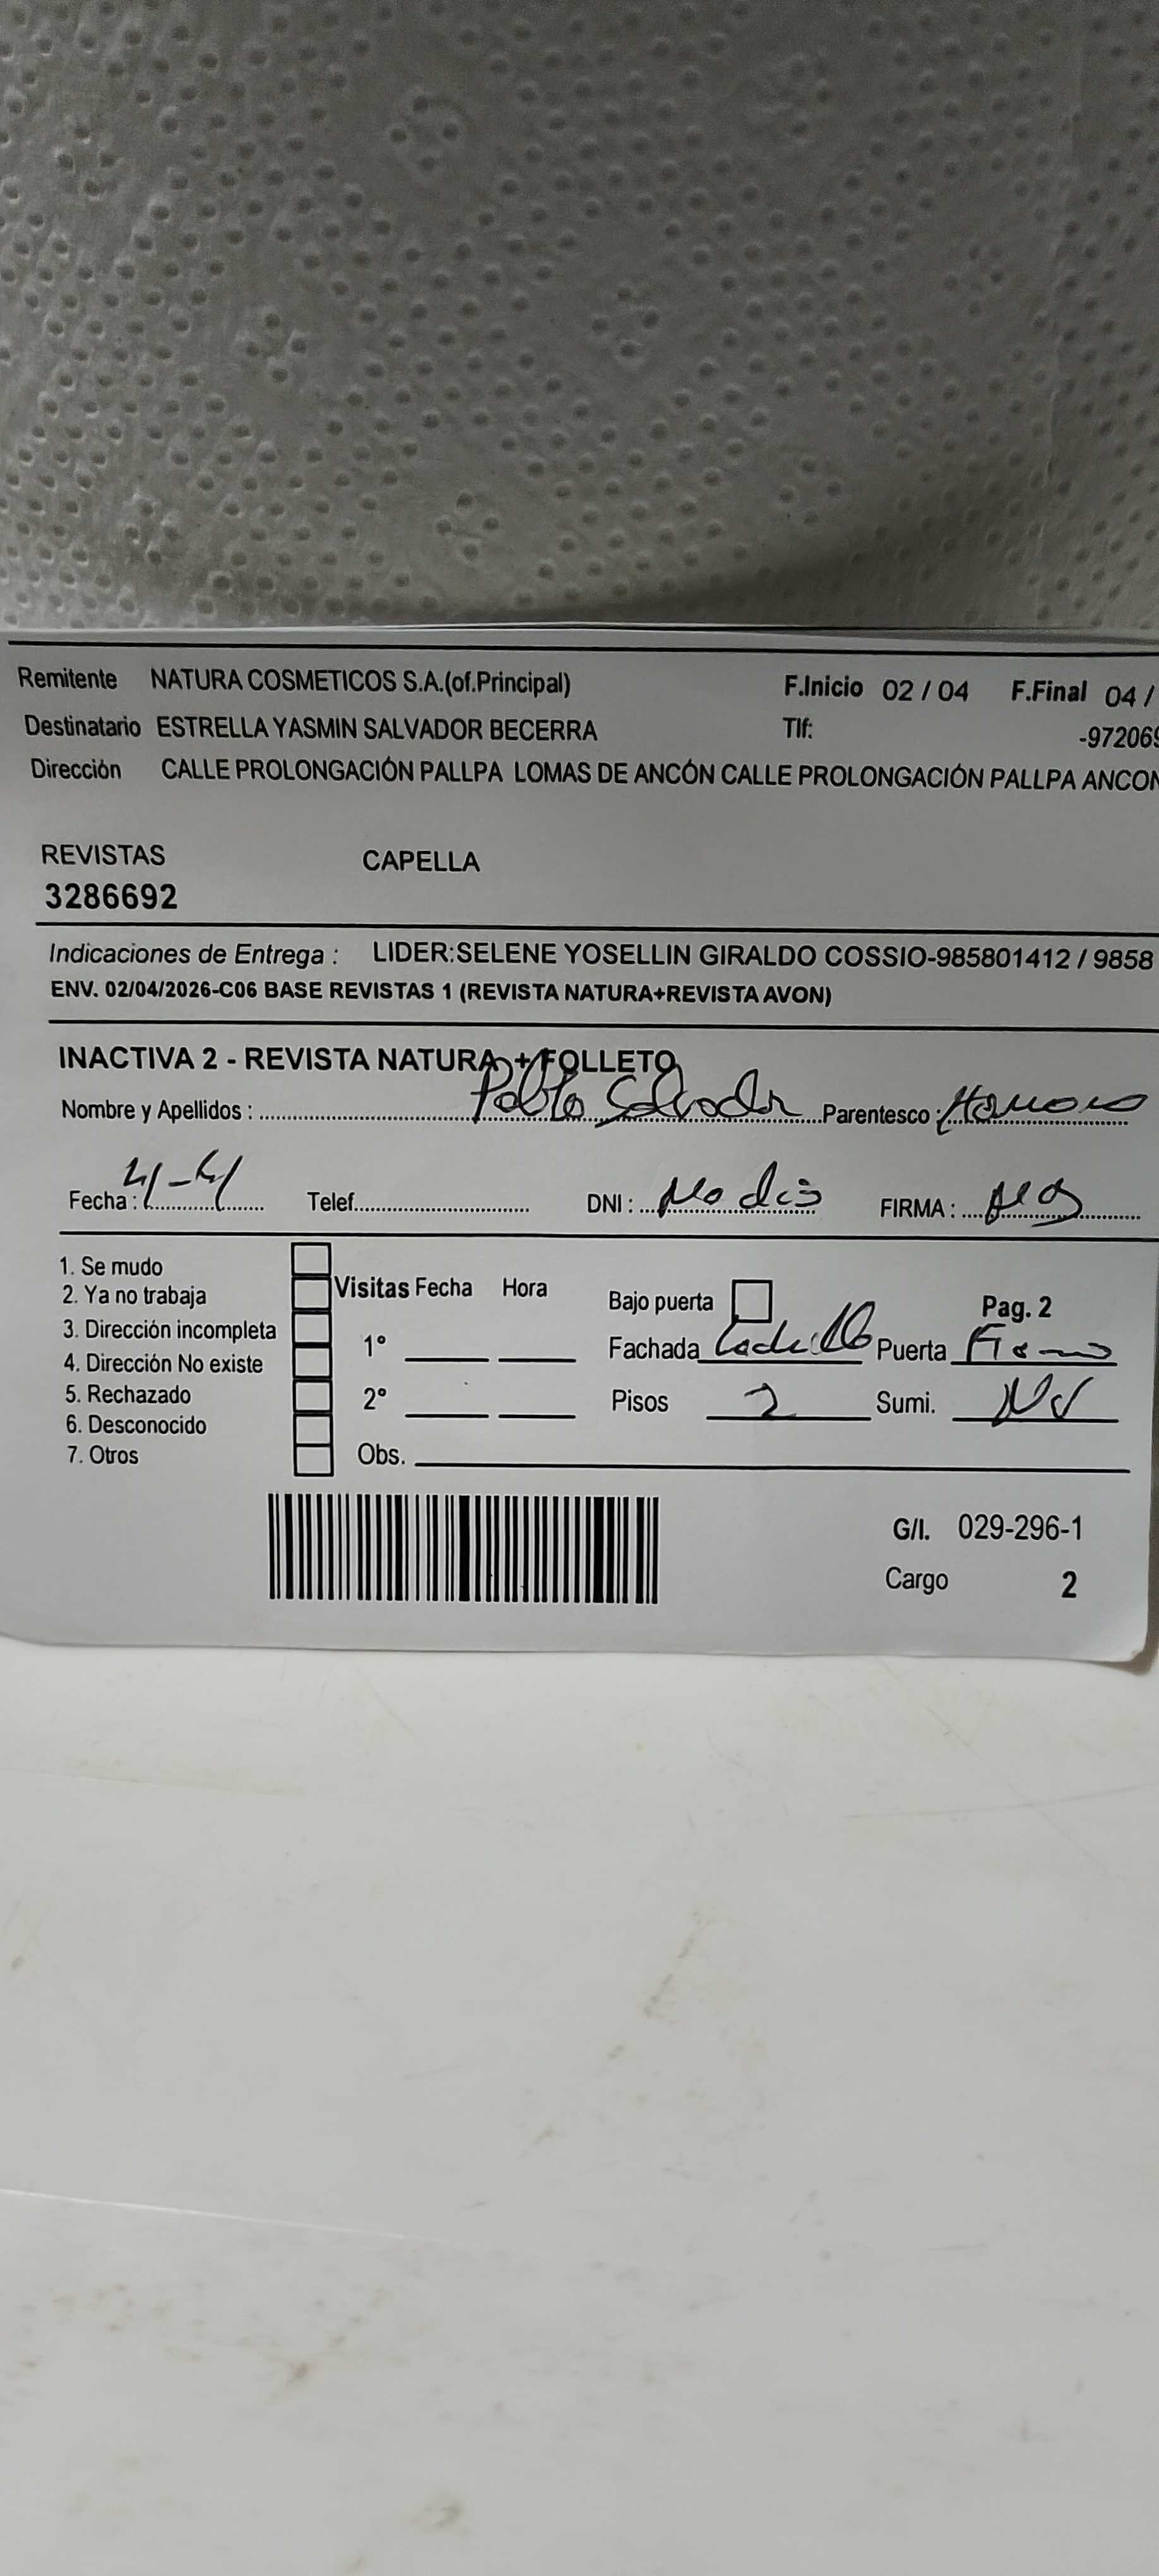 Remitente NATURA COSMETICOS S.A.(of.Principal) F.Inicio 02 / 04 F.Final 04 /
Destinatario ESTRELLA YASMIN SALVADOR BECERRA Tlf: -972069
Dirección CALLE PROLONGACIÓN PALLPA LOMAS DE ANCÓN CALLE PROLONGACIÓN PALLPA ANCON
REVISTAS CAPELLA
3286692
Indicaciones de Entrega : LIDER:SELENE YOSELLIN GIRALDO COSSIO-985801412 / 9858
ENV. 02/04/2026-C06 BASE REVISTAS 1 (REVISTA NATURA+REVISTA AVON)
INACTIVA 2 - REVISTA NATURA + FOLLETO
Nombre y Apellidos : Pablo Salvador Parentesco : Hermano
Fecha : 4-4 Telef. DNI : No dio FIRMA :
1. Se mudo
2. Ya no trabaja Visitas Fecha Hora Bajo puerta Pag. 2
3. Dirección incompleta 1° Fachada Ladrillo Puerta Fierro
4. Dirección No existe
5. Rechazado 2° Pisos 2 Sumi. NV
6. Desconocido
7. Otros Obs.
G/I. 029-296-1
Cargo 2